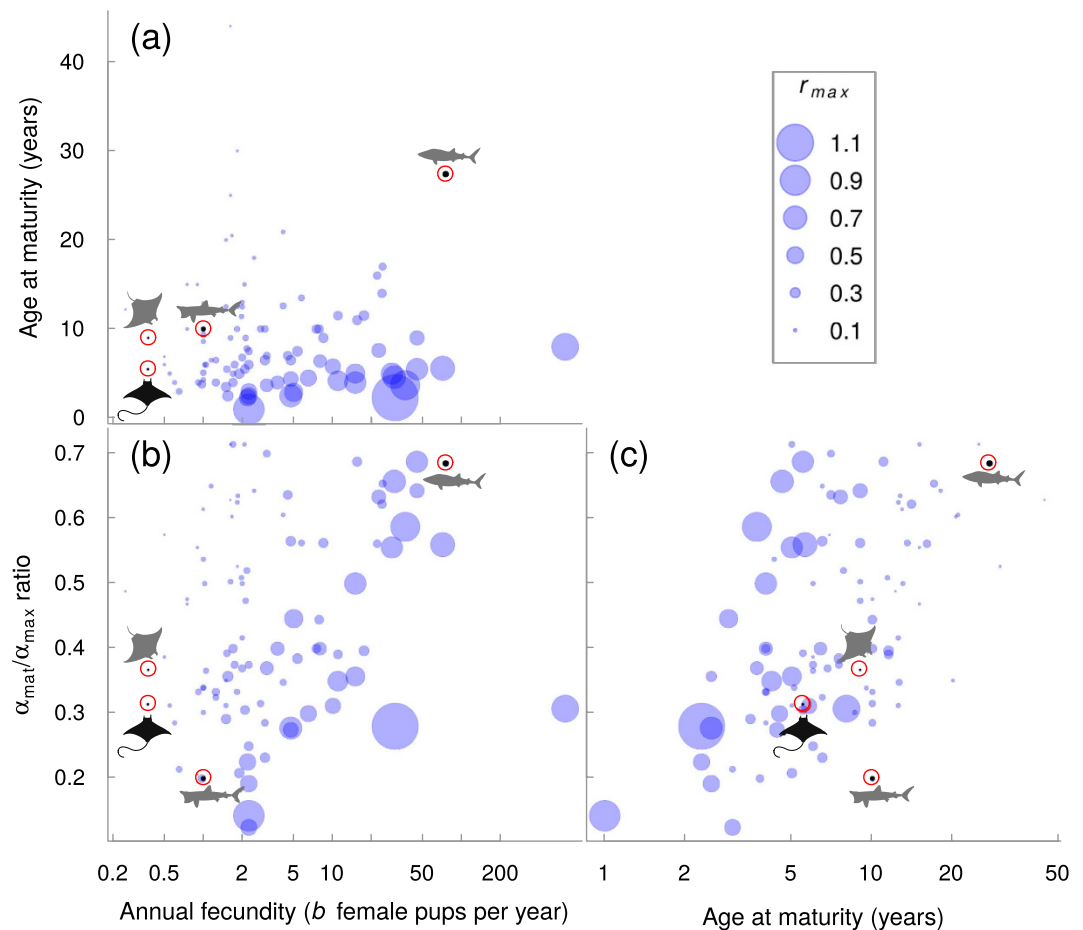 (a)
Age at maturity (years)
40
30
20
10
0
r max
1.1
0.9
0.7
0.5
0.3
0.1
(b)
αmat/αmax ratio
0.7
0.6
0.5
0.4
0.3
0.2
0.2 0.5 2 5 20 50 200
Annual fecundity (b female pups per year)
(c)
1 2 5 10 20 50
Age at maturity (years)